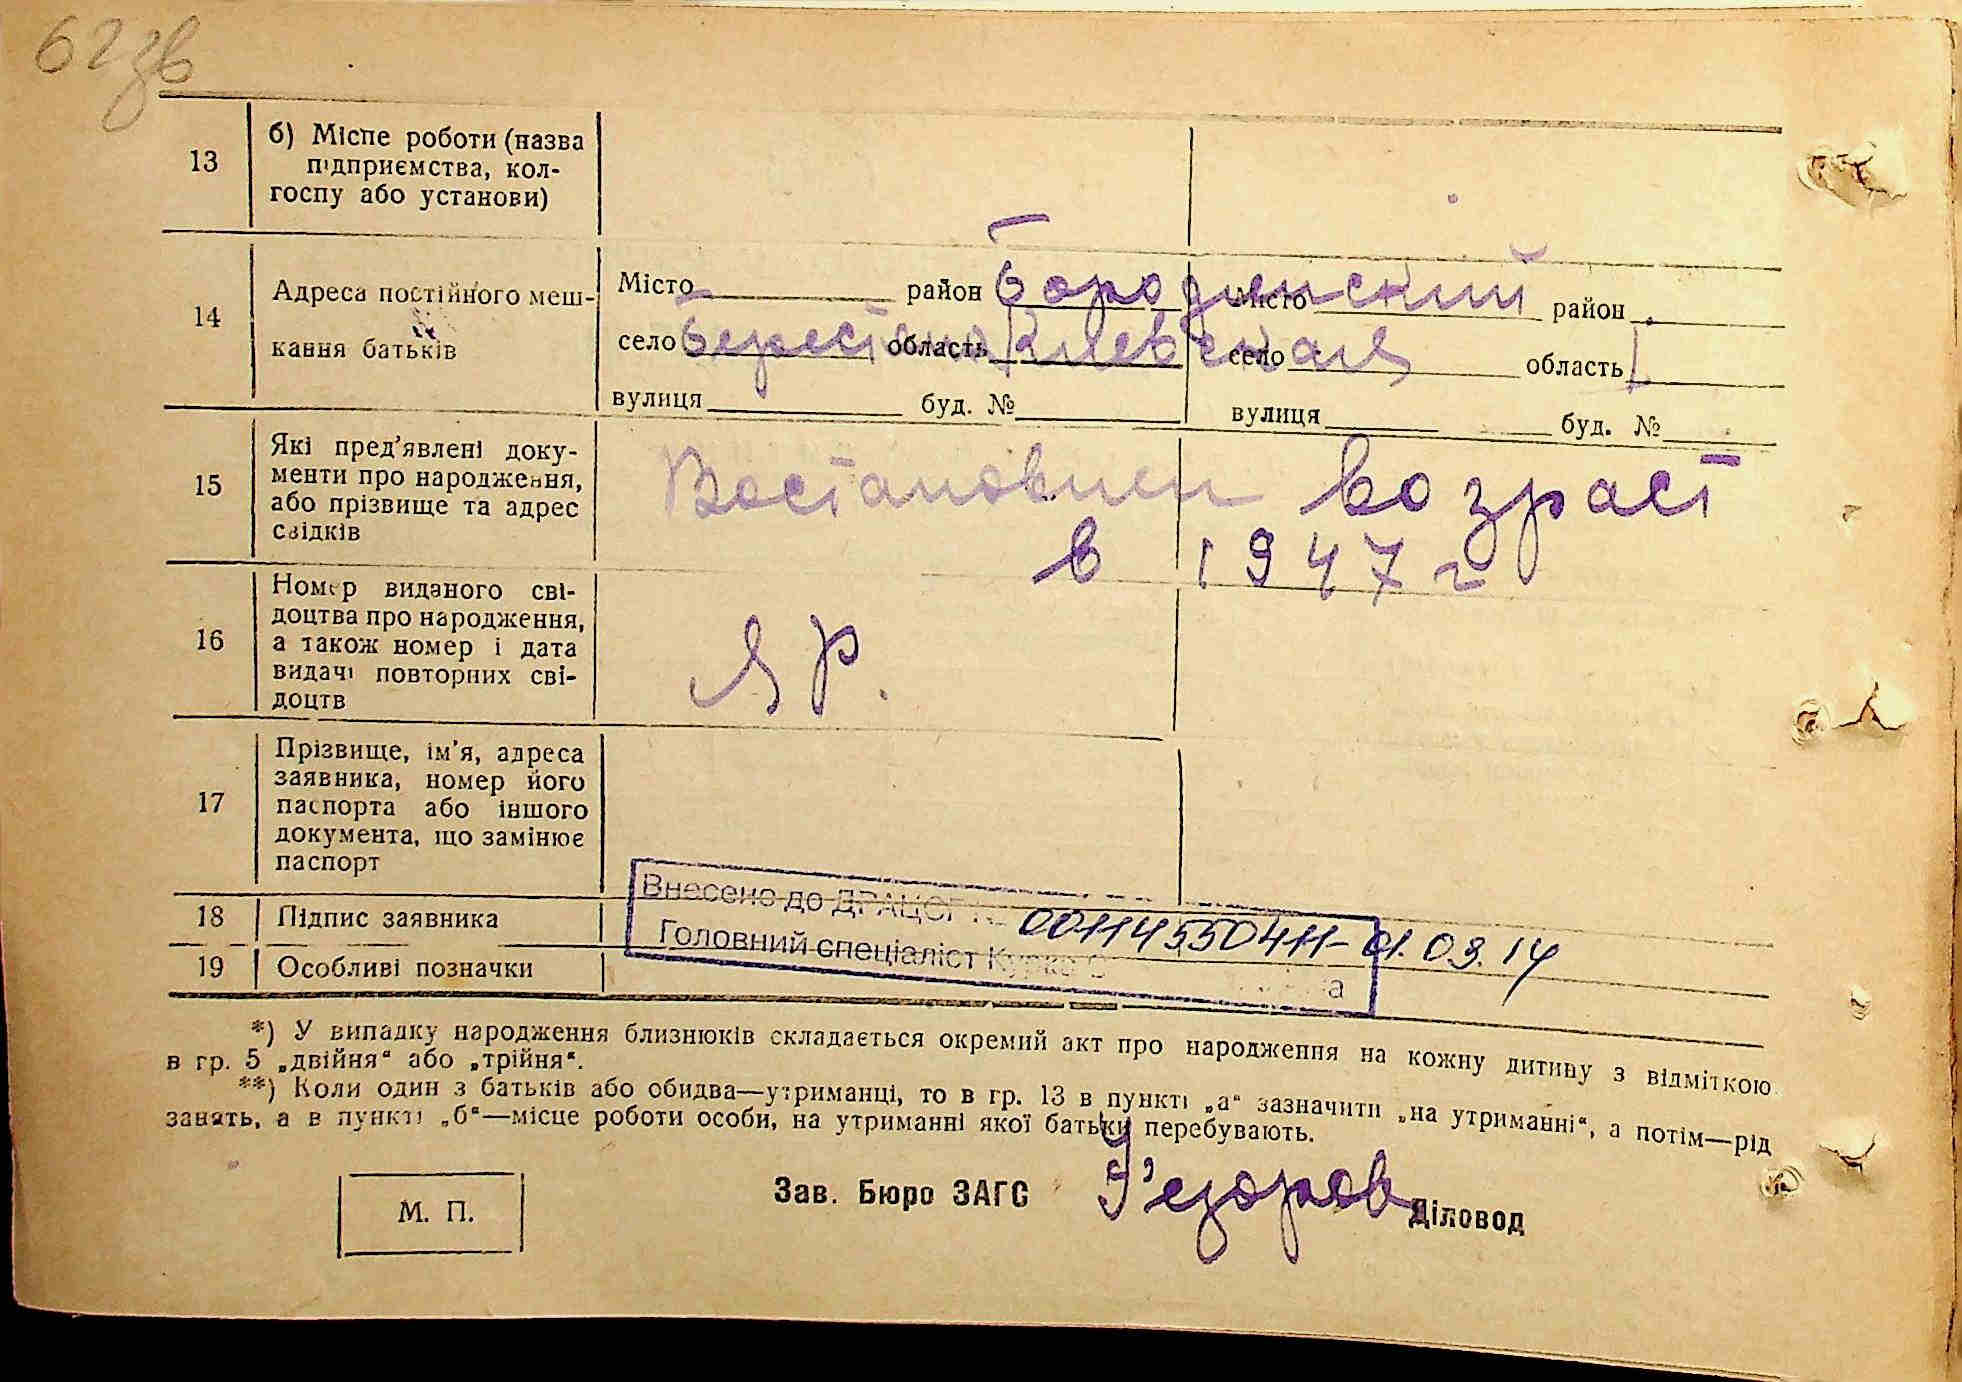 62зв
13
б) Місце роботи (назва
підприємства, кол-
госпу або установи)
14
Адреса постійного меш-
кання батьків
Місто район Бородянский Місто район
село область Киевская село область
вулиця буд. № вулиця буд. №
15
Які пред'явлені доку-
менти про народження,
або прізвище та адрес
свідків
Востановлен возраст
в 1947 г
16
Номер виданого сві-
доцтва про народження,
а також номер і дата
видачі повторних сві-
доцтв
ЯР.
17
Прізвище, ім'я, адреса
заявника, номер його
паспорта або іншого
документа, що замінює
паспорт
18 Підпис заявника
19 Особливі позначки
Внесено до ДРАЦСГ 00114550411-01.03.14
Головний спеціаліст
*) У випадку народження близнюків складається окремий акт про народження на кожну дитину з відміткою
в гр. 5 „двійня“ або „трійня“.
**) Коли один з батьків або обидва—утриманці, то в гр. 13 в пункті „а“ зазначити „на утриманні“, а потім—рід
занять, а в пункті „б“—місце роботи особи, на утриманні якої батьки перебувають.
М. П.
Зав. Бюро ЗАГС
Діловод